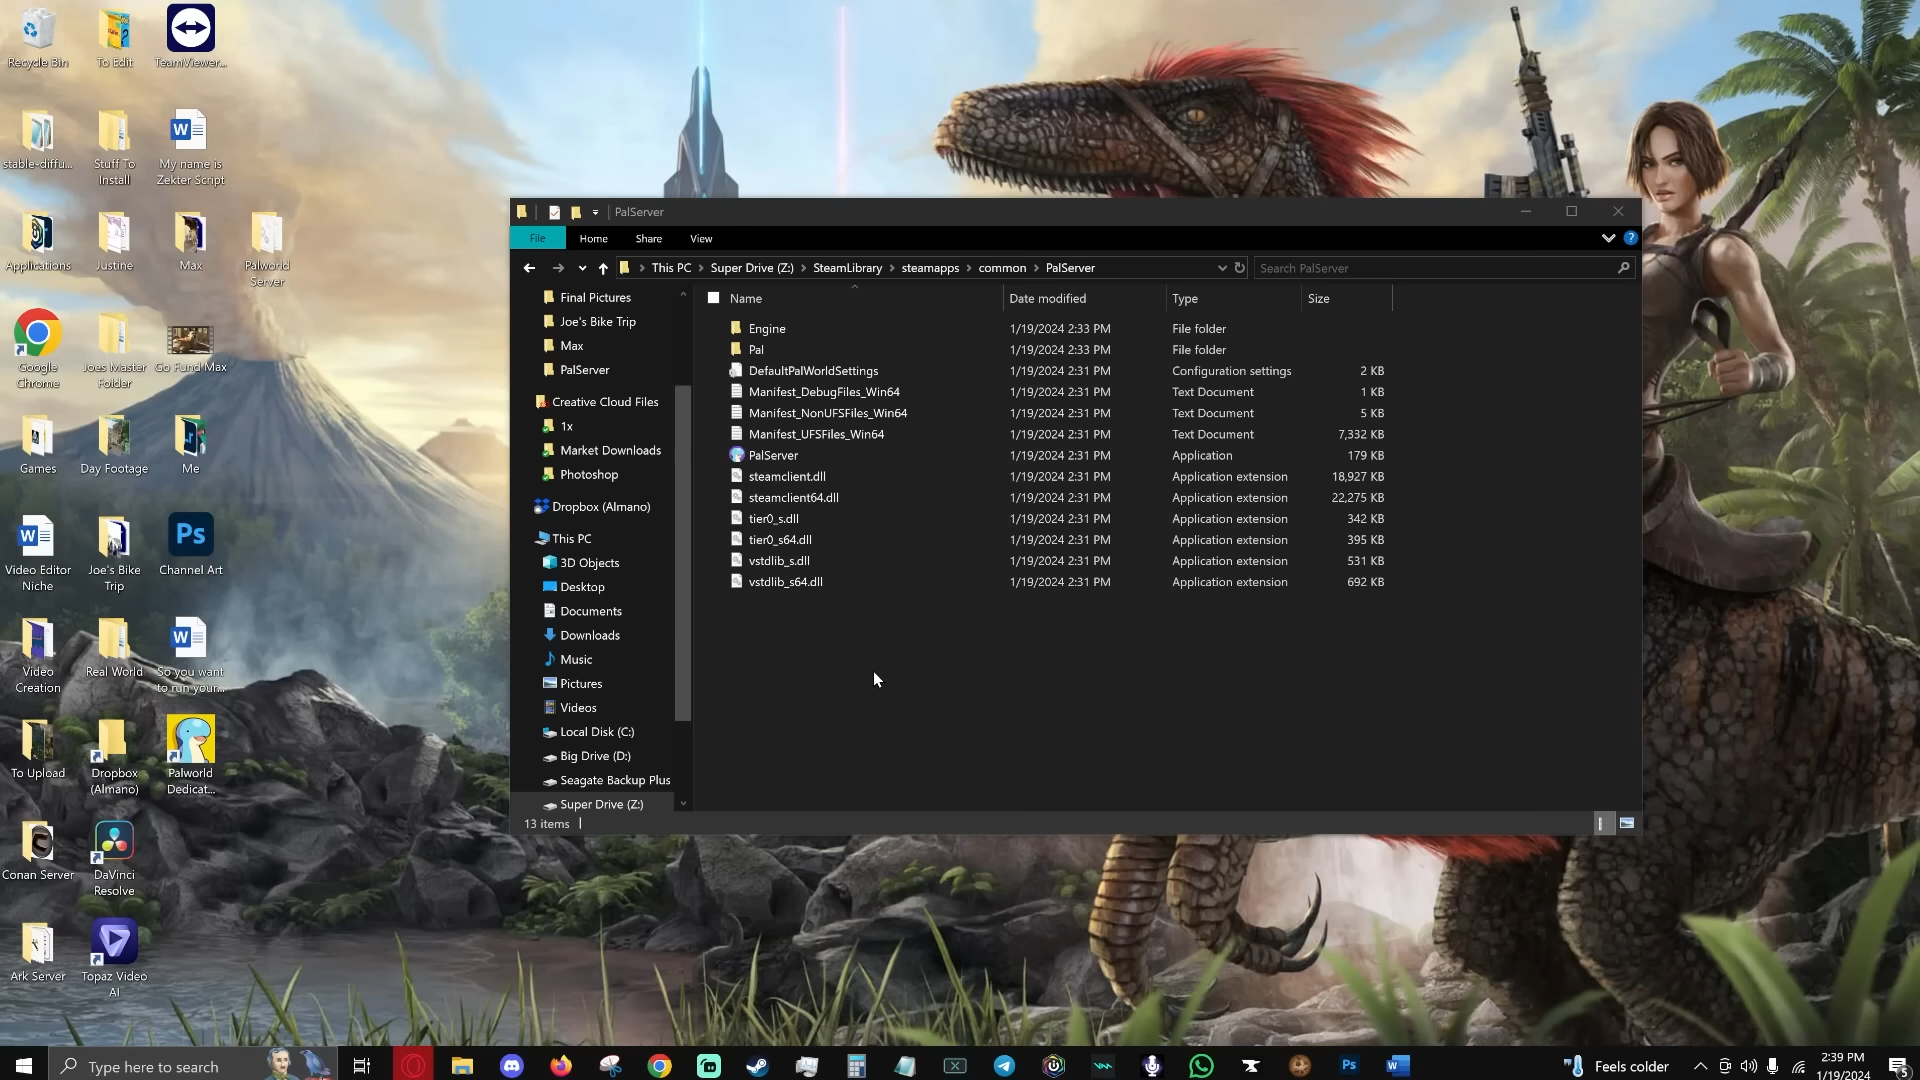 Recycle Bin
To Edit
TeamViewer...
stable-diffu...
Stuff To
Install
My name is
Zekter Script
Applications
Justine
Max
Palworld
Server
Google
Chrome
Joes Master
Folder
Go Fund Max
Games
Day Footage
Me
Video Editor
Niche
Joe's Bike
Trip
Ps
Channel Art
Video
Creation
Real World
So you want
to run your...
To Upload
Dropbox
(Almano)
Palworld
Dedicat...
Conan Server
DaVinci
Resolve
Ark Server
Topaz Video
AI
PalServer
File
Home
Share
View
This PC
Super Drive (Z:)
SteamLibrary
steamapps
common
PalServer
Search PalServer
Final Pictures
Joe's Bike Trip
Max
PalServer
Creative Cloud Files
1x
Market Downloads
Photoshop
Dropbox (Almano)
This PC
3D Objects
Desktop
Documents
Downloads
Music
Pictures
Videos
Local Disk (C:)
Big Drive (D:)
Seagate Backup Plus
Super Drive (Z:)
Name Date modified Type Size
Engine 1/19/2024 2:33 PM File folder
Pal 1/19/2024 2:33 PM File folder
DefaultPalWorldSettings 1/19/2024 2:31 PM Configuration settings 2 KB
Manifest_DebugFiles_Win64 1/19/2024 2:31 PM Text Document 1 KB
Manifest_NonUFSFiles_Win64 1/19/2024 2:31 PM Text Document 5 KB
Manifest_UFSFiles_Win64 1/19/2024 2:31 PM Text Document 7,332 KB
PalServer 1/19/2024 2:31 PM Application 179 KB
steamclient.dll 1/19/2024 2:31 PM Application extension 18,927 KB
steamclient64.dll 1/19/2024 2:31 PM Application extension 22,275 KB
tier0_s.dll 1/19/2024 2:31 PM Application extension 342 KB
tier0_s64.dll 1/19/2024 2:31 PM Application extension 395 KB
vstdlib_s.dll 1/19/2024 2:31 PM Application extension 531 KB
vstdlib_s64.dll 1/19/2024 2:31 PM Application extension 692 KB
13 items
Type here to search
Ps
Feels colder
2:39 PM
1/19/2024
5